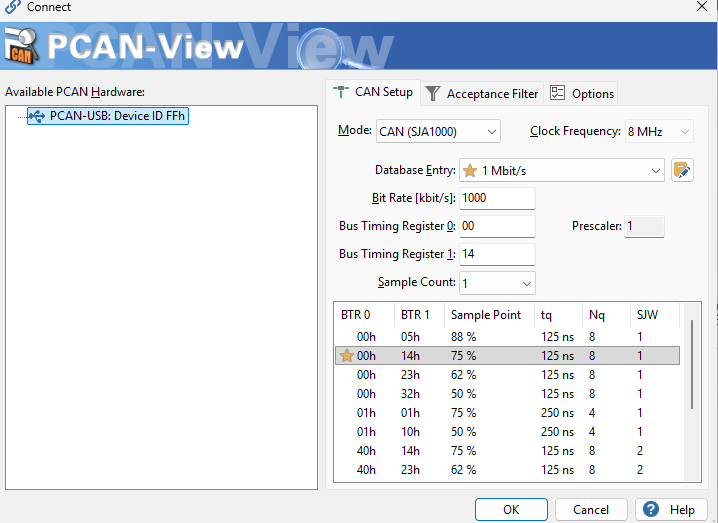 Connect
PCAN-View
Available PCAN Hardware:
PCAN-USB: Device ID FFh
CAN Setup
Acceptance Filter
Options
Mode: CAN (SJA1000)
Clock Frequency: 8 MHz
Database Entry: 1 Mbit/s
Bit Rate [kbit/s]: 1000
Bus Timing Register 0: 00
Prescaler: 1
Bus Timing Register 1: 14
Sample Count: 1
BTR 0 BTR 1 Sample Point tq Nq SJW
00h 05h 88 % 125 ns 8 1
00h 14h 75 % 125 ns 8 1
00h 23h 62 % 125 ns 8 1
00h 32h 50 % 125 ns 8 1
01h 01h 75 % 250 ns 4 1
01h 10h 50 % 250 ns 4 1
40h 14h 75 % 125 ns 8 2
40h 23h 62 % 125 ns 8 2
OK
Cancel
Help